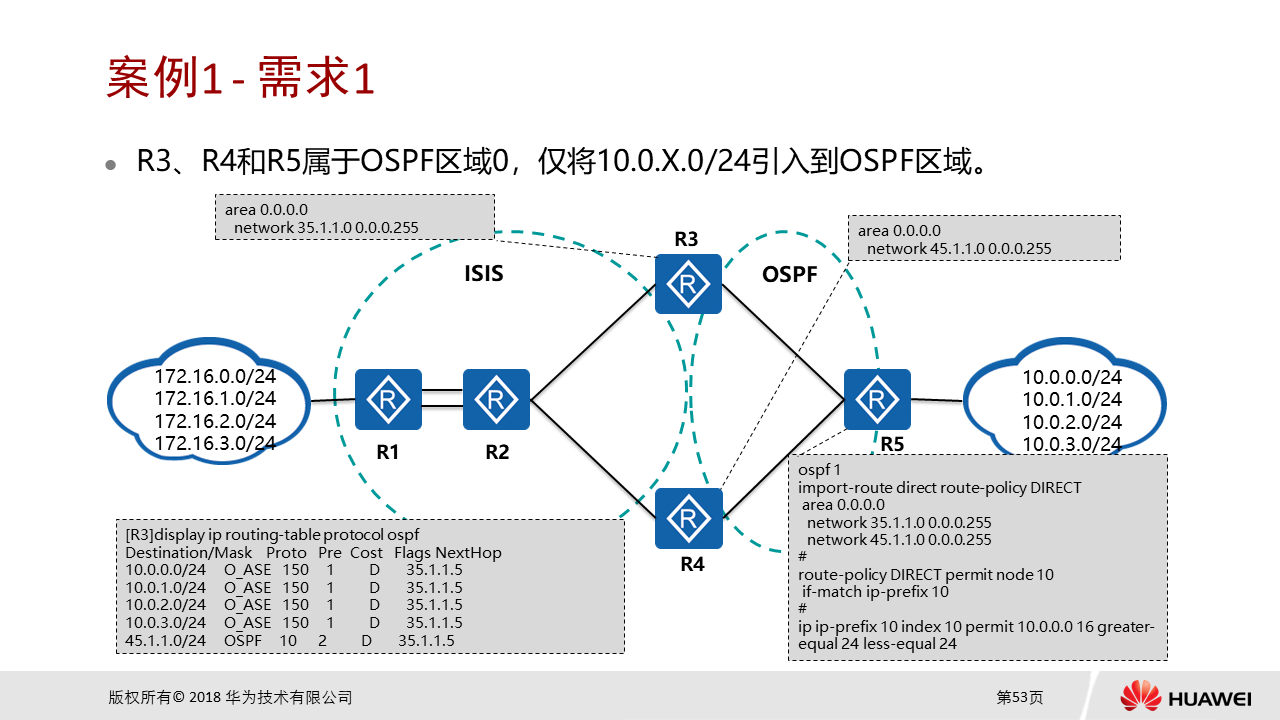 案例1 - 需求1
R3、R4和R5属于OSPF区域0，仅将10.0.X.0/24引入到OSPF区域。
area 0.0.0.0
network 35.1.1.0 0.0.0.255
area 0.0.0.0
network 45.1.1.0 0.0.0.255
R3
ISIS
OSPF
172.16.0.0/24
172.16.1.0/24
172.16.2.0/24
172.16.3.0/24
R
R
R
R
R
10.0.0.0/24
10.0.1.0/24
10.0.2.0/24
10.0.3.0/24
R1
R2
R5
R4
[R3]display ip routing-table protocol ospf
Destination/Mask Proto Pre Cost Flags NextHop
10.0.0.0/24 O_ASE 150 1 D 35.1.1.5
10.0.1.0/24 O_ASE 150 1 D 35.1.1.5
10.0.2.0/24 O_ASE 150 1 D 35.1.1.5
10.0.3.0/24 O_ASE 150 1 D 35.1.1.5
45.1.1.0/24 OSPF 10 2 D 35.1.1.5
ospf 1
import-route direct route-policy DIRECT
area 0.0.0.0
network 35.1.1.0 0.0.0.255
network 45.1.1.0 0.0.0.255
#
route-policy DIRECT permit node 10
if-match ip-prefix 10
#
ip ip-prefix 10 index 10 permit 10.0.0.0 16 greater-
equal 24 less-equal 24
版权所有© 2018 华为技术有限公司
第53页
HUAWEI